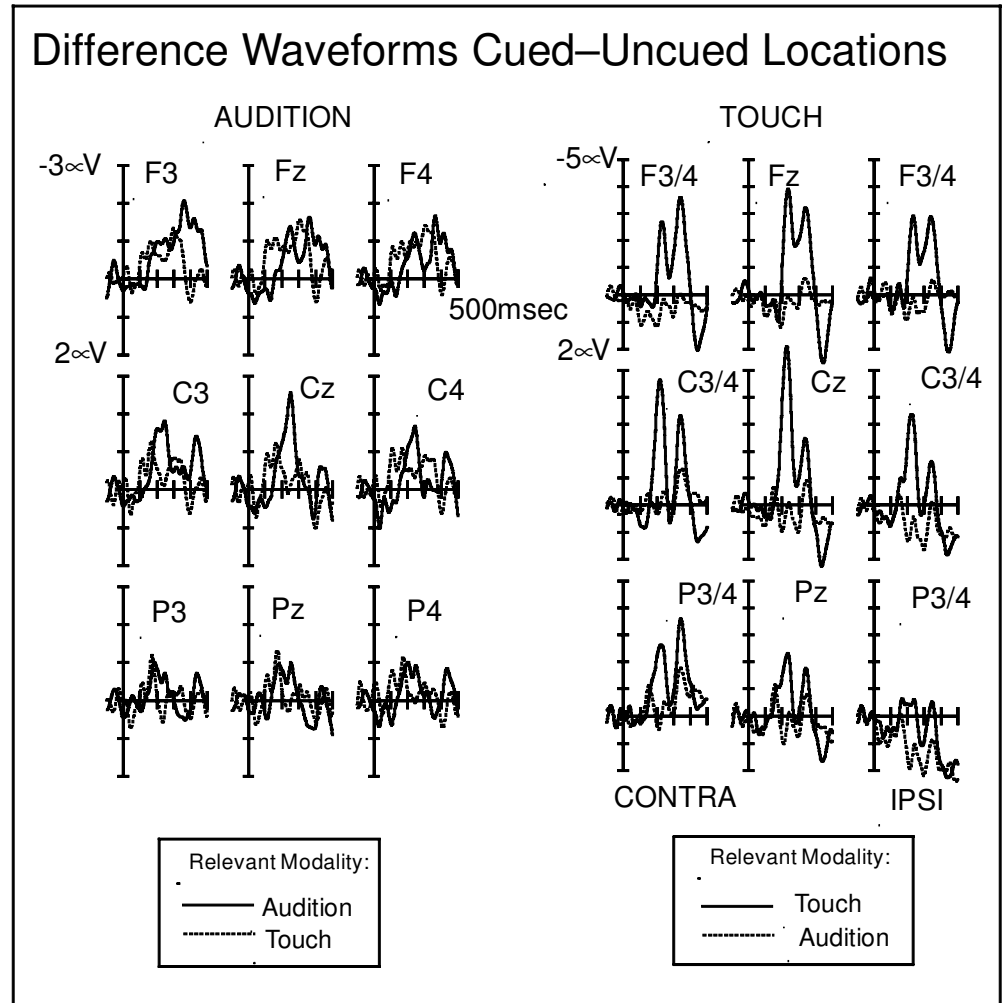 Difference Waveforms Cued–Uncued Locations
AUDITION
-3∝V
F3
Fz
F4
500msec
2∝V
C3
Cz
C4
P3
Pz
P4
Relevant Modality:
Audition
Touch
TOUCH
-5∝V
F3/4
Fz
F3/4
2∝V
C3/4
Cz
C3/4
P3/4
Pz
P3/4
CONTRA
IPSI
Relevant Modality:
Touch
Audition